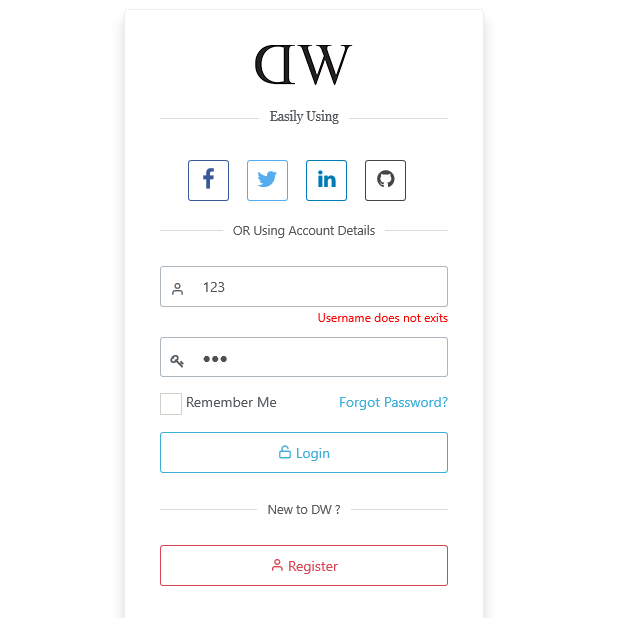 DW
Easily Using
OR Using Account Details
123
Username does not exits
•••
Remember Me
Forgot Password?
Login
New to DW ?
Register